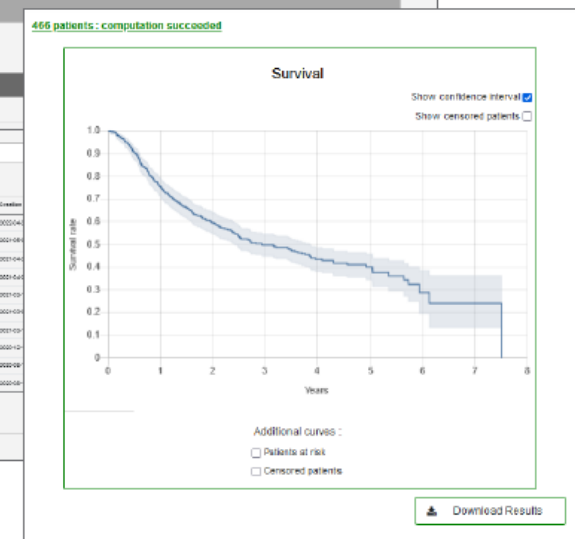 466 patients : computation succeeded
Survival
Show confidence interval
Show censored patients
1.0
0.9
0.8
0.7
0.6
0.5
0.4
0.3
0.2
0.1
0
Survival rate
0 1 2 3 4 5 6 7 8
Years
Additional curves :
Patients at risk
Censored patients
Download Results